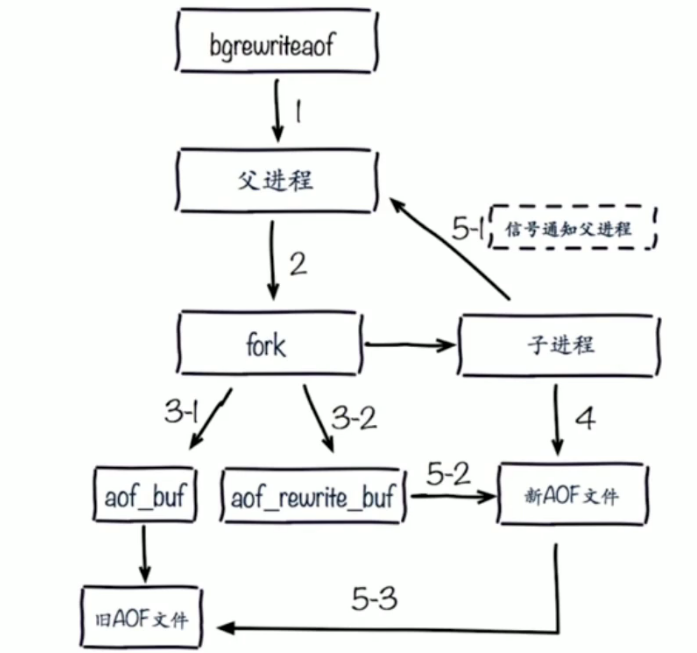 bgrewriteaof
1
父进程
5-1
信号通知父进程
2
fork
子进程
3-1
3-2
4
aof_buf
aof_rewrite_buf
5-2
新AOF文件
5-3
旧AOF文件